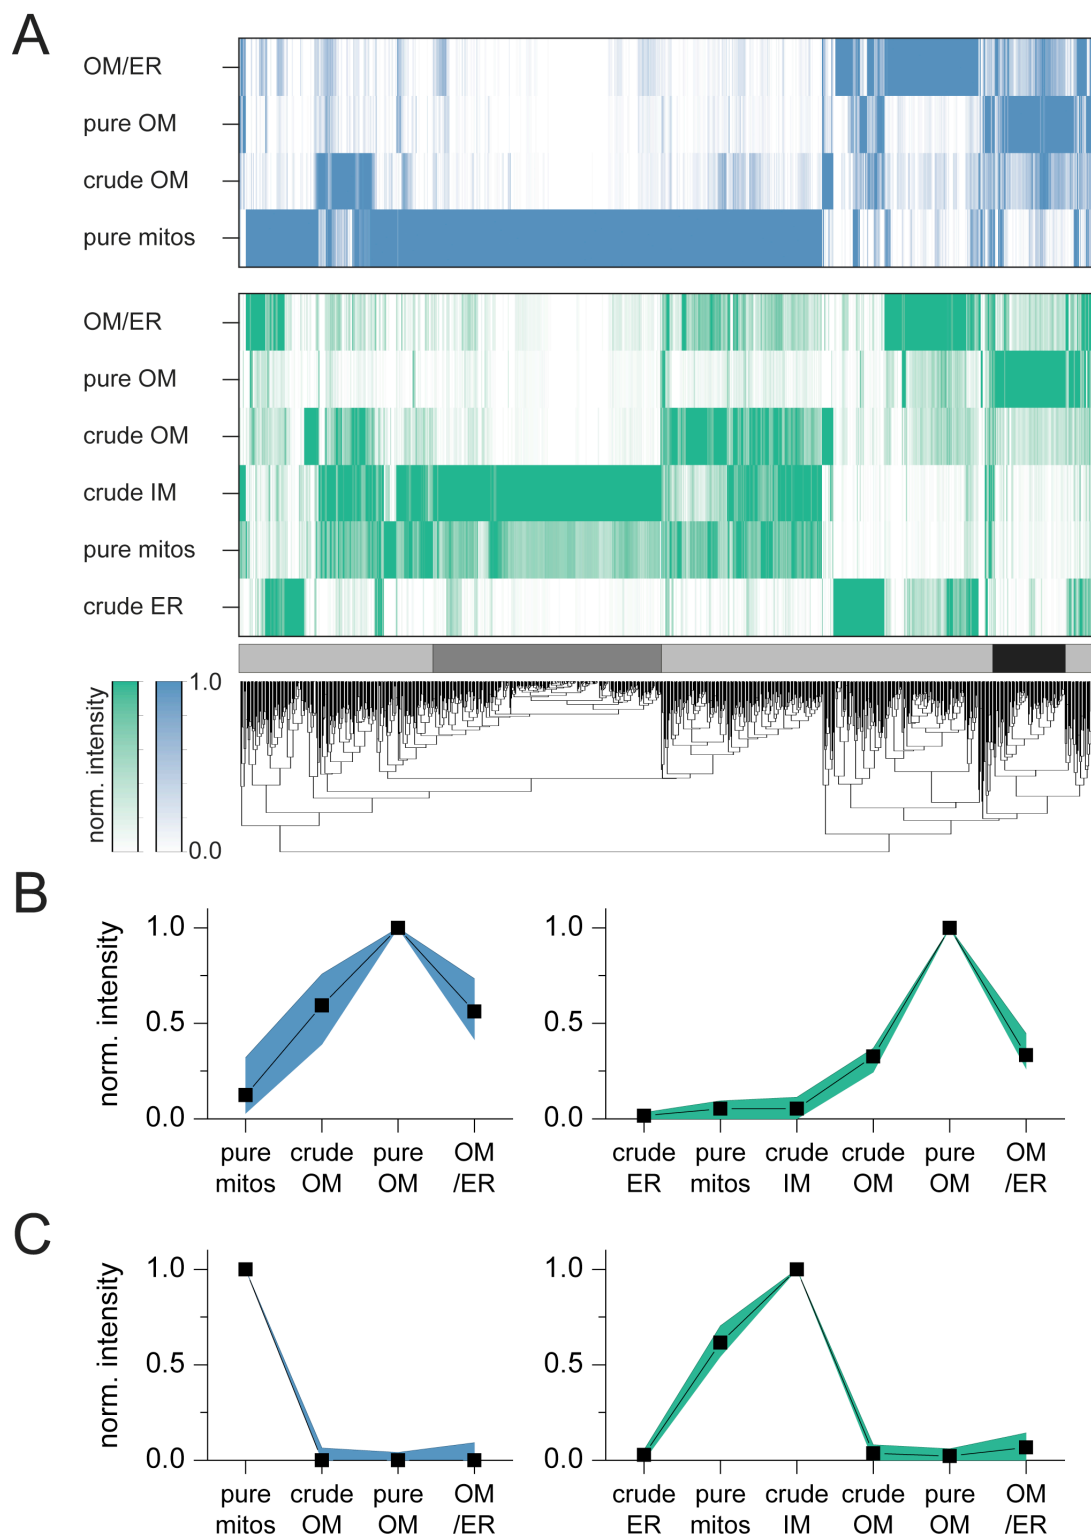 A
OM/ER
pure OM
crude OM
pure mitos
OM/ER
pure OM
crude OM
crude IM
pure mitos
crude ER
norm. intensity
1.0
0.0
B
norm. intensity
1.0
0.5
0.0
pure mitos
crude OM
pure OM
OM /ER
1.0
0.5
0.0
norm. intensity
crude ER
pure mitos
crude IM
crude OM
pure OM
OM /ER
C
norm. intensity
1.0
0.5
0.0
pure mitos
crude OM
pure OM
OM /ER
1.0
0.5
0.0
crude ER
pure mitos
crude IM
crude OM
pure OM
OM /ER